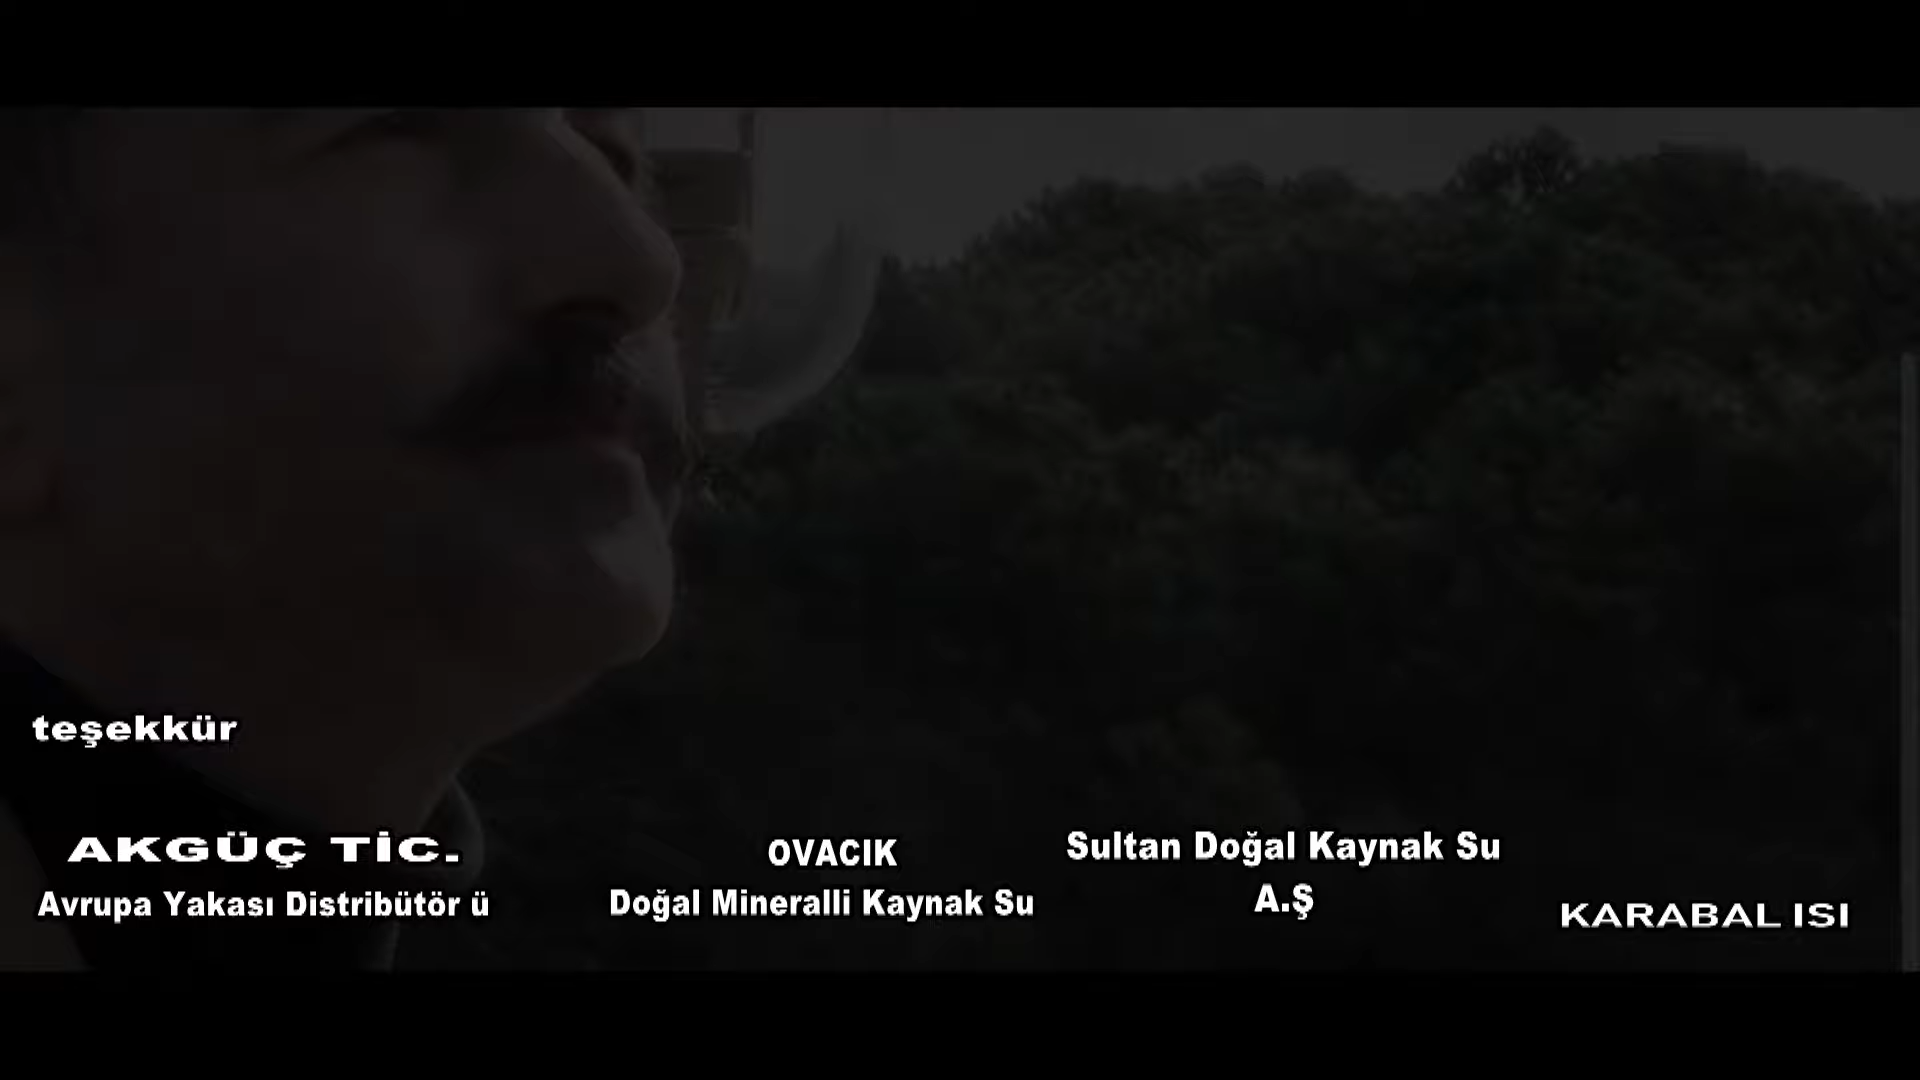 teşekkür
AKGÜÇ TİC.
Avrupa Yakası Distribütör ü
OVACIK
Doğal Mineralli Kaynak Su
Sultan Doğal Kaynak Su
A.Ş
KARABAL ISI